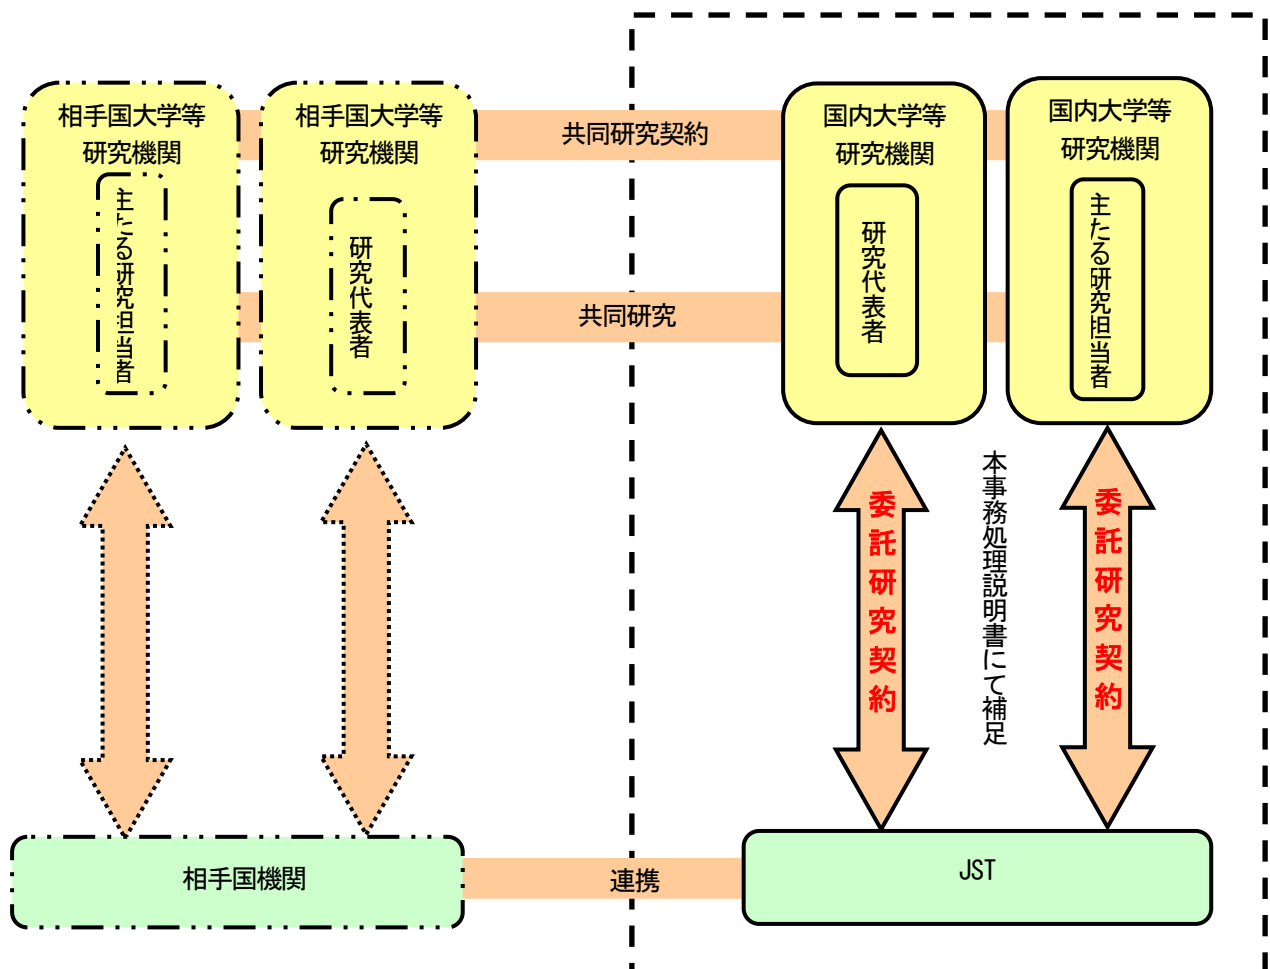 相手国大学等
研究機関
主たる研究担当者
相手国大学等
研究機関
研究代表者
共同研究契約
共同研究
国内大学等
研究機関
研究代表者
国内大学等
研究機関
主たる研究担当者
委託研究契約
本事務処理説明書にて補足
委託研究契約
相手国機関
連携
JST